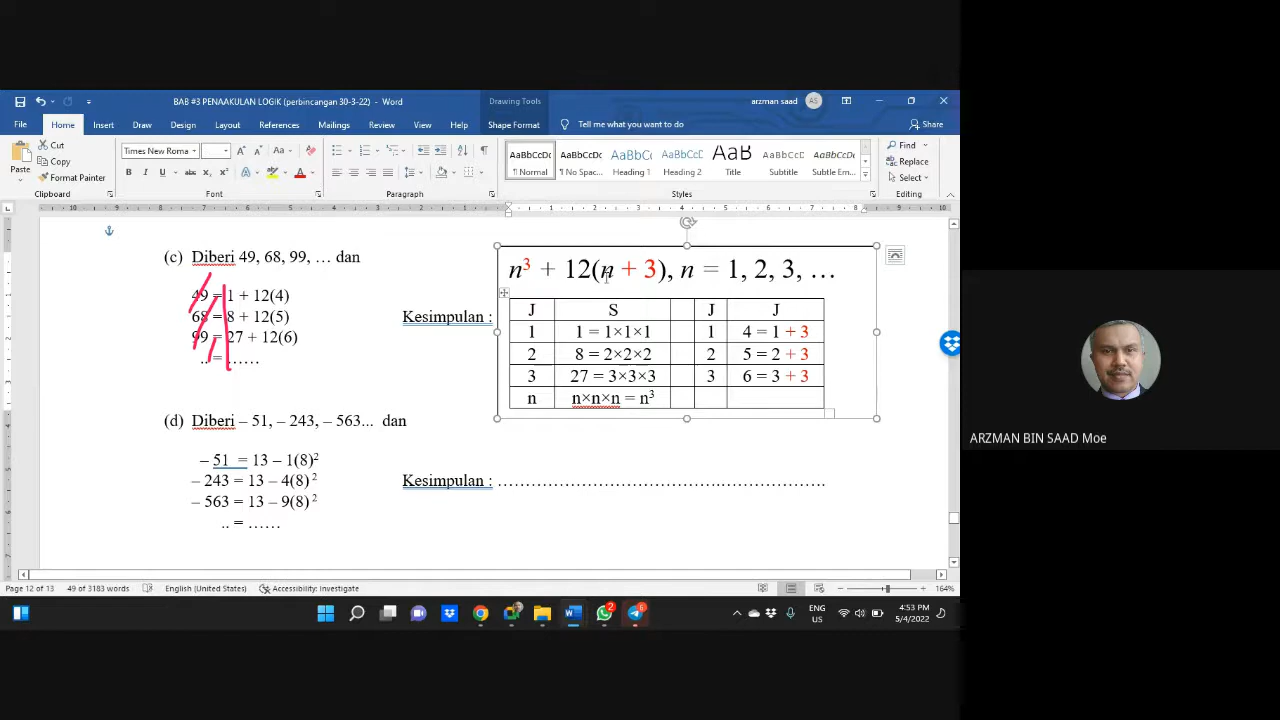 BAB #3 PENAAKULAN LOGIK (perbincangan 30-3-22) - Word
Drawing Tools
arzman saad
AS
File
Home
Insert
Draw
Design
Layout
References
Mailings
Review
View
Help
Shape Format
Tell me what you want to do
Share
Paste
Cut
Copy
Format Painter
Clipboard
Times New Roma
Font
Paragraph
AaBbCcDc
¶ Normal
AaBbCcDc
¶ No Spac...
AaBbCc
Heading 1
AaBbCcC
Heading 2
AaB
Title
AaBbCcC
Subtitle
AaBbCcDc
Subtle Em...
Styles
Find
Replace
Select
Editing
(c) Diberi 49, 68, 99, … dan
49 = 1 + 12(4)
68 = 8 + 12(5)
99 = 27 + 12(6)
.. = ……
Kesimpulan :
n³ + 12(n + 3), n = 1, 2, 3, …
J S J J
1 1 = 1×1×1 1 4 = 1 + 3
2 8 = 2×2×2 2 5 = 2 + 3
3 27 = 3×3×3 3 6 = 3 + 3
n n×n×n = n³
(d) Diberi – 51, – 243, – 563... dan
– 51 = 13 – 1(8)²
– 243 = 13 – 4(8)²
– 563 = 13 – 9(8)²
.. = ……
Kesimpulan : …………………………………..…………….
Page 12 of 13
49 of 3183 words
English (United States)
Accessibility: Investigate
164%
ENG
US
4:53 PM
5/4/2022
ARZMAN BIN SAAD Moe